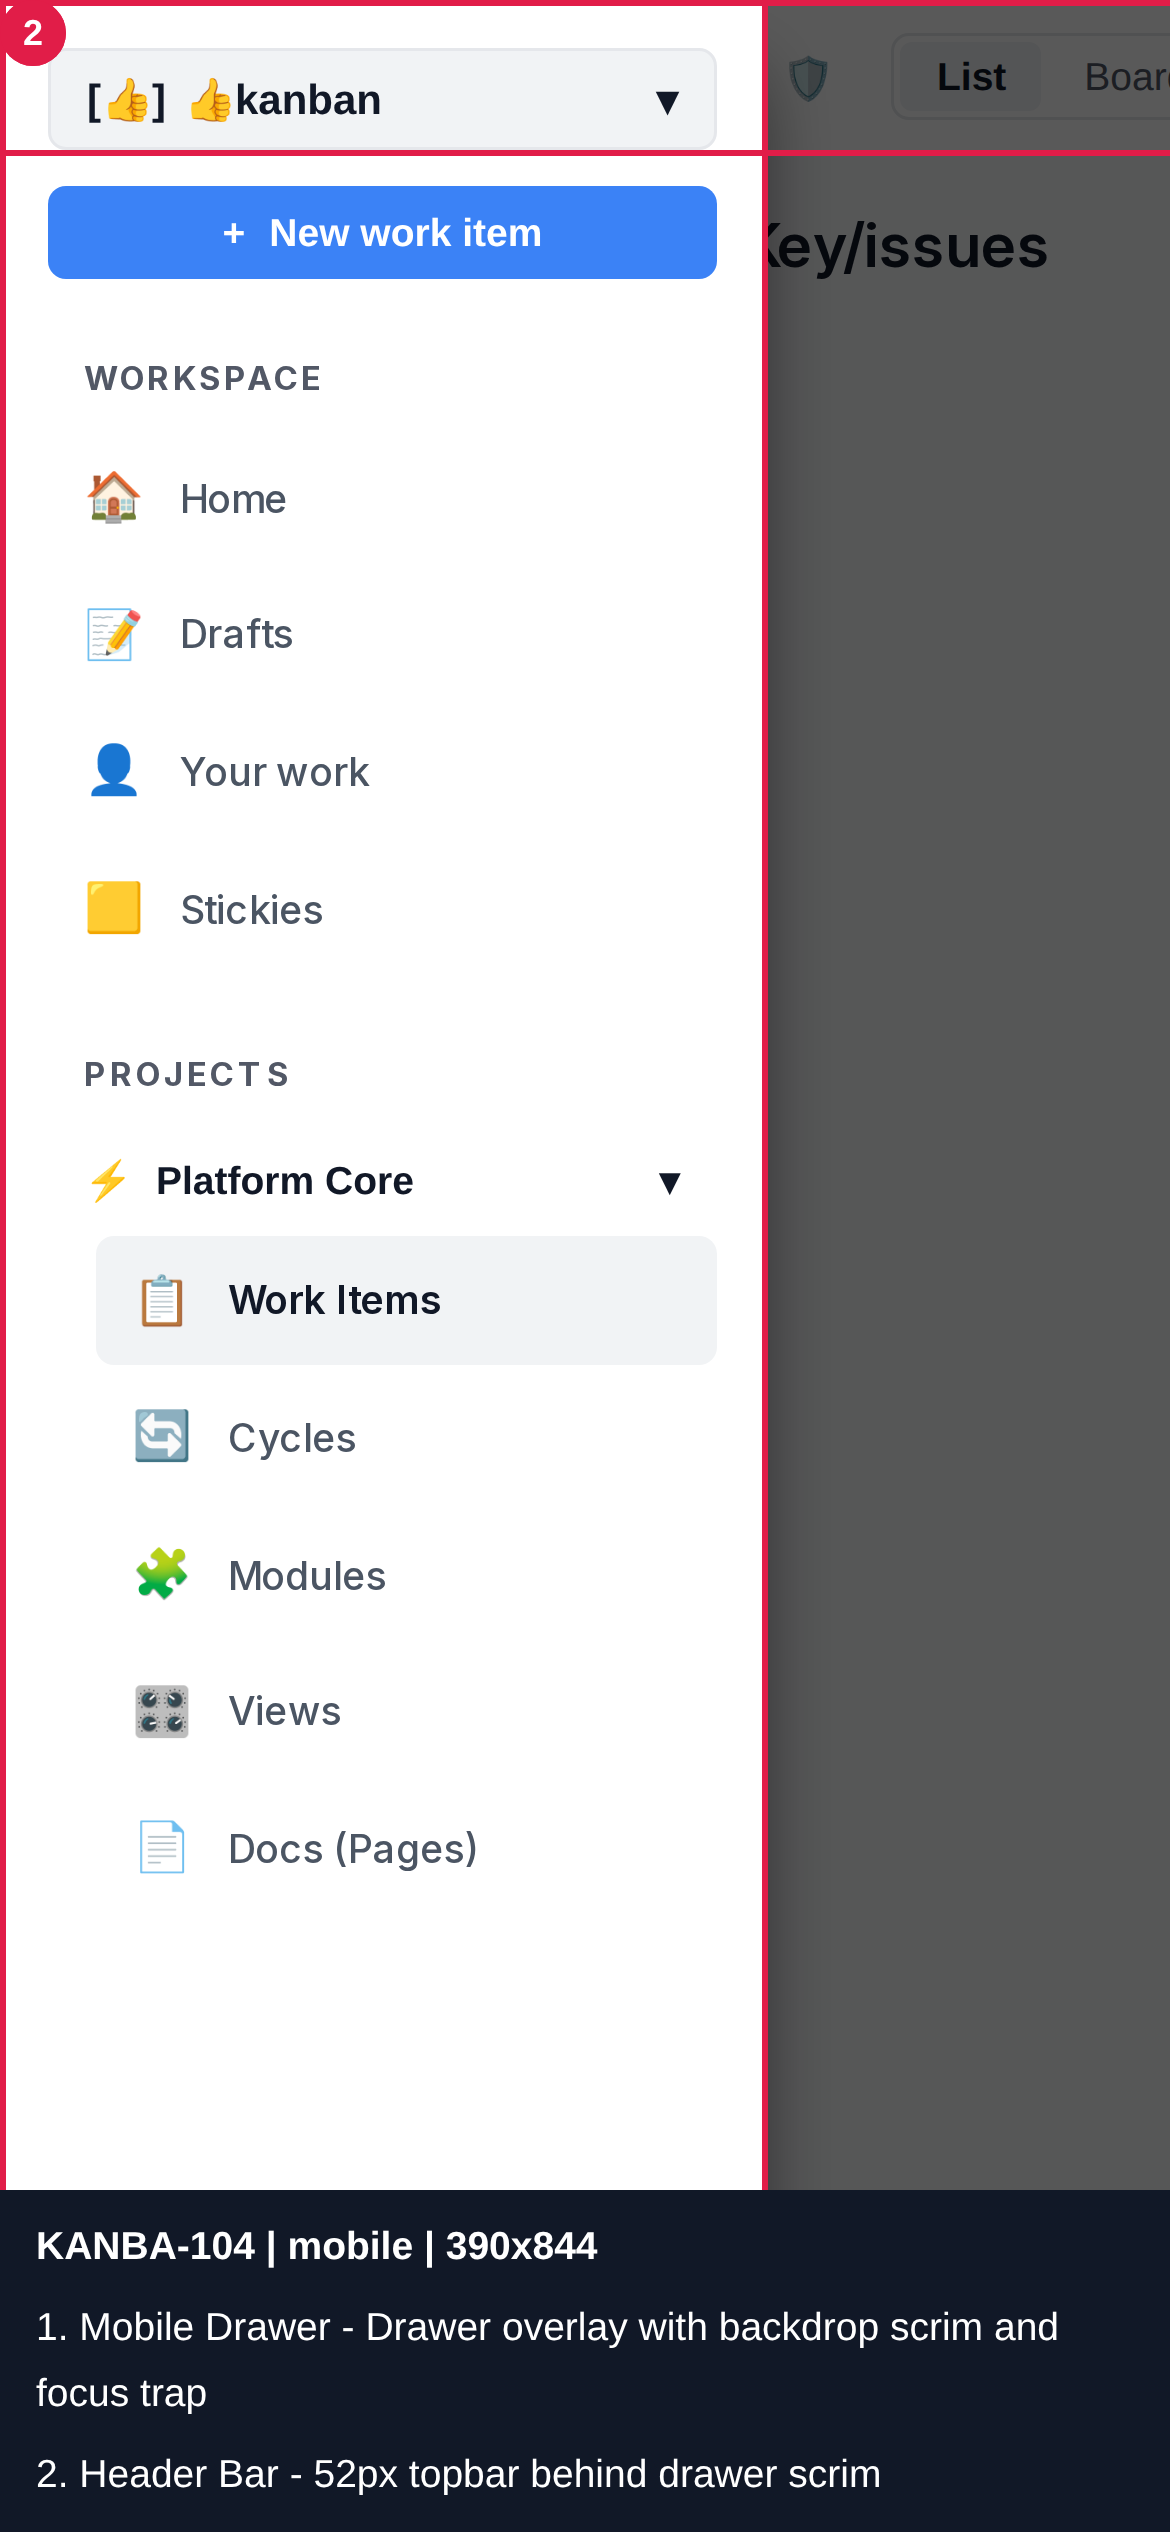 2
[👍] 👍kanban ▼
List
Boar
+ New work item
Key/issues
WORKSPACE
Home
Drafts
Your work
Stickies
PROJECTS
⚡ Platform Core ▼
Work Items
Cycles
Modules
Views
Docs (Pages)
KANBA-104 | mobile | 390x844
1. Mobile Drawer - Drawer overlay with backdrop scrim and
focus trap
2. Header Bar - 52px topbar behind drawer scrim